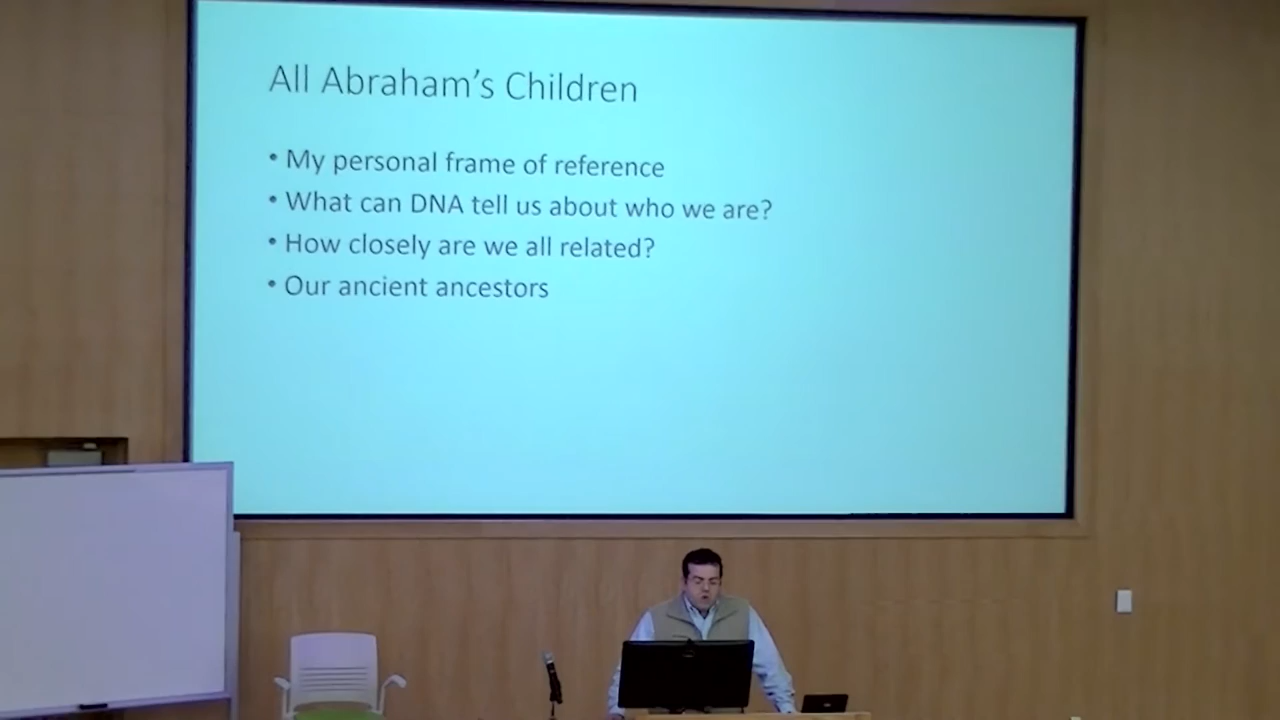 All Abraham's Children
• My personal frame of reference
• What can DNA tell us about who we are?
• How closely are we all related?
• Our ancient ancestors